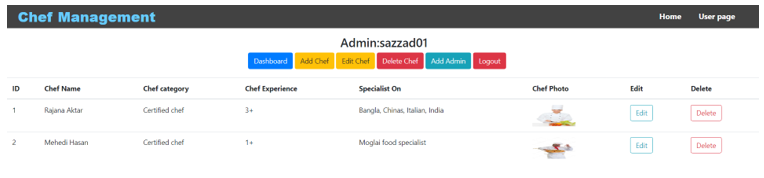 Chef Management Home User page
Admin:sazzad01
Dashboard Add Chef Edit Chef Delete Chef Add Admin Logout
ID Chef Name Chef category Chef Experience Specialist On Chef Photo Edit Delete
1 Rajana Aktar Certified chef 3+ Bangla, Chinas, Italian, India Edit Delete
2 Mehedi Hasan Certified chef 1+ Moglai food specialist Edit Delete